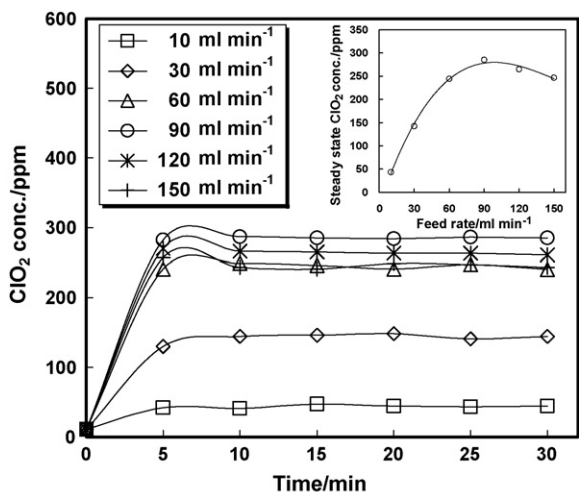 600
500
400
300
200
100
0
ClO₂ conc./ppm
0 5 10 15 20 25 30
Time/min
10 ml min⁻¹
30 ml min⁻¹
60 ml min⁻¹
90 ml min⁻¹
120 ml min⁻¹
150 ml min⁻¹
350
300
250
200
150
100
50
0
Steady state ClO₂ conc./ppm
0 30 60 90 120 150
Feed rate/ml min⁻¹